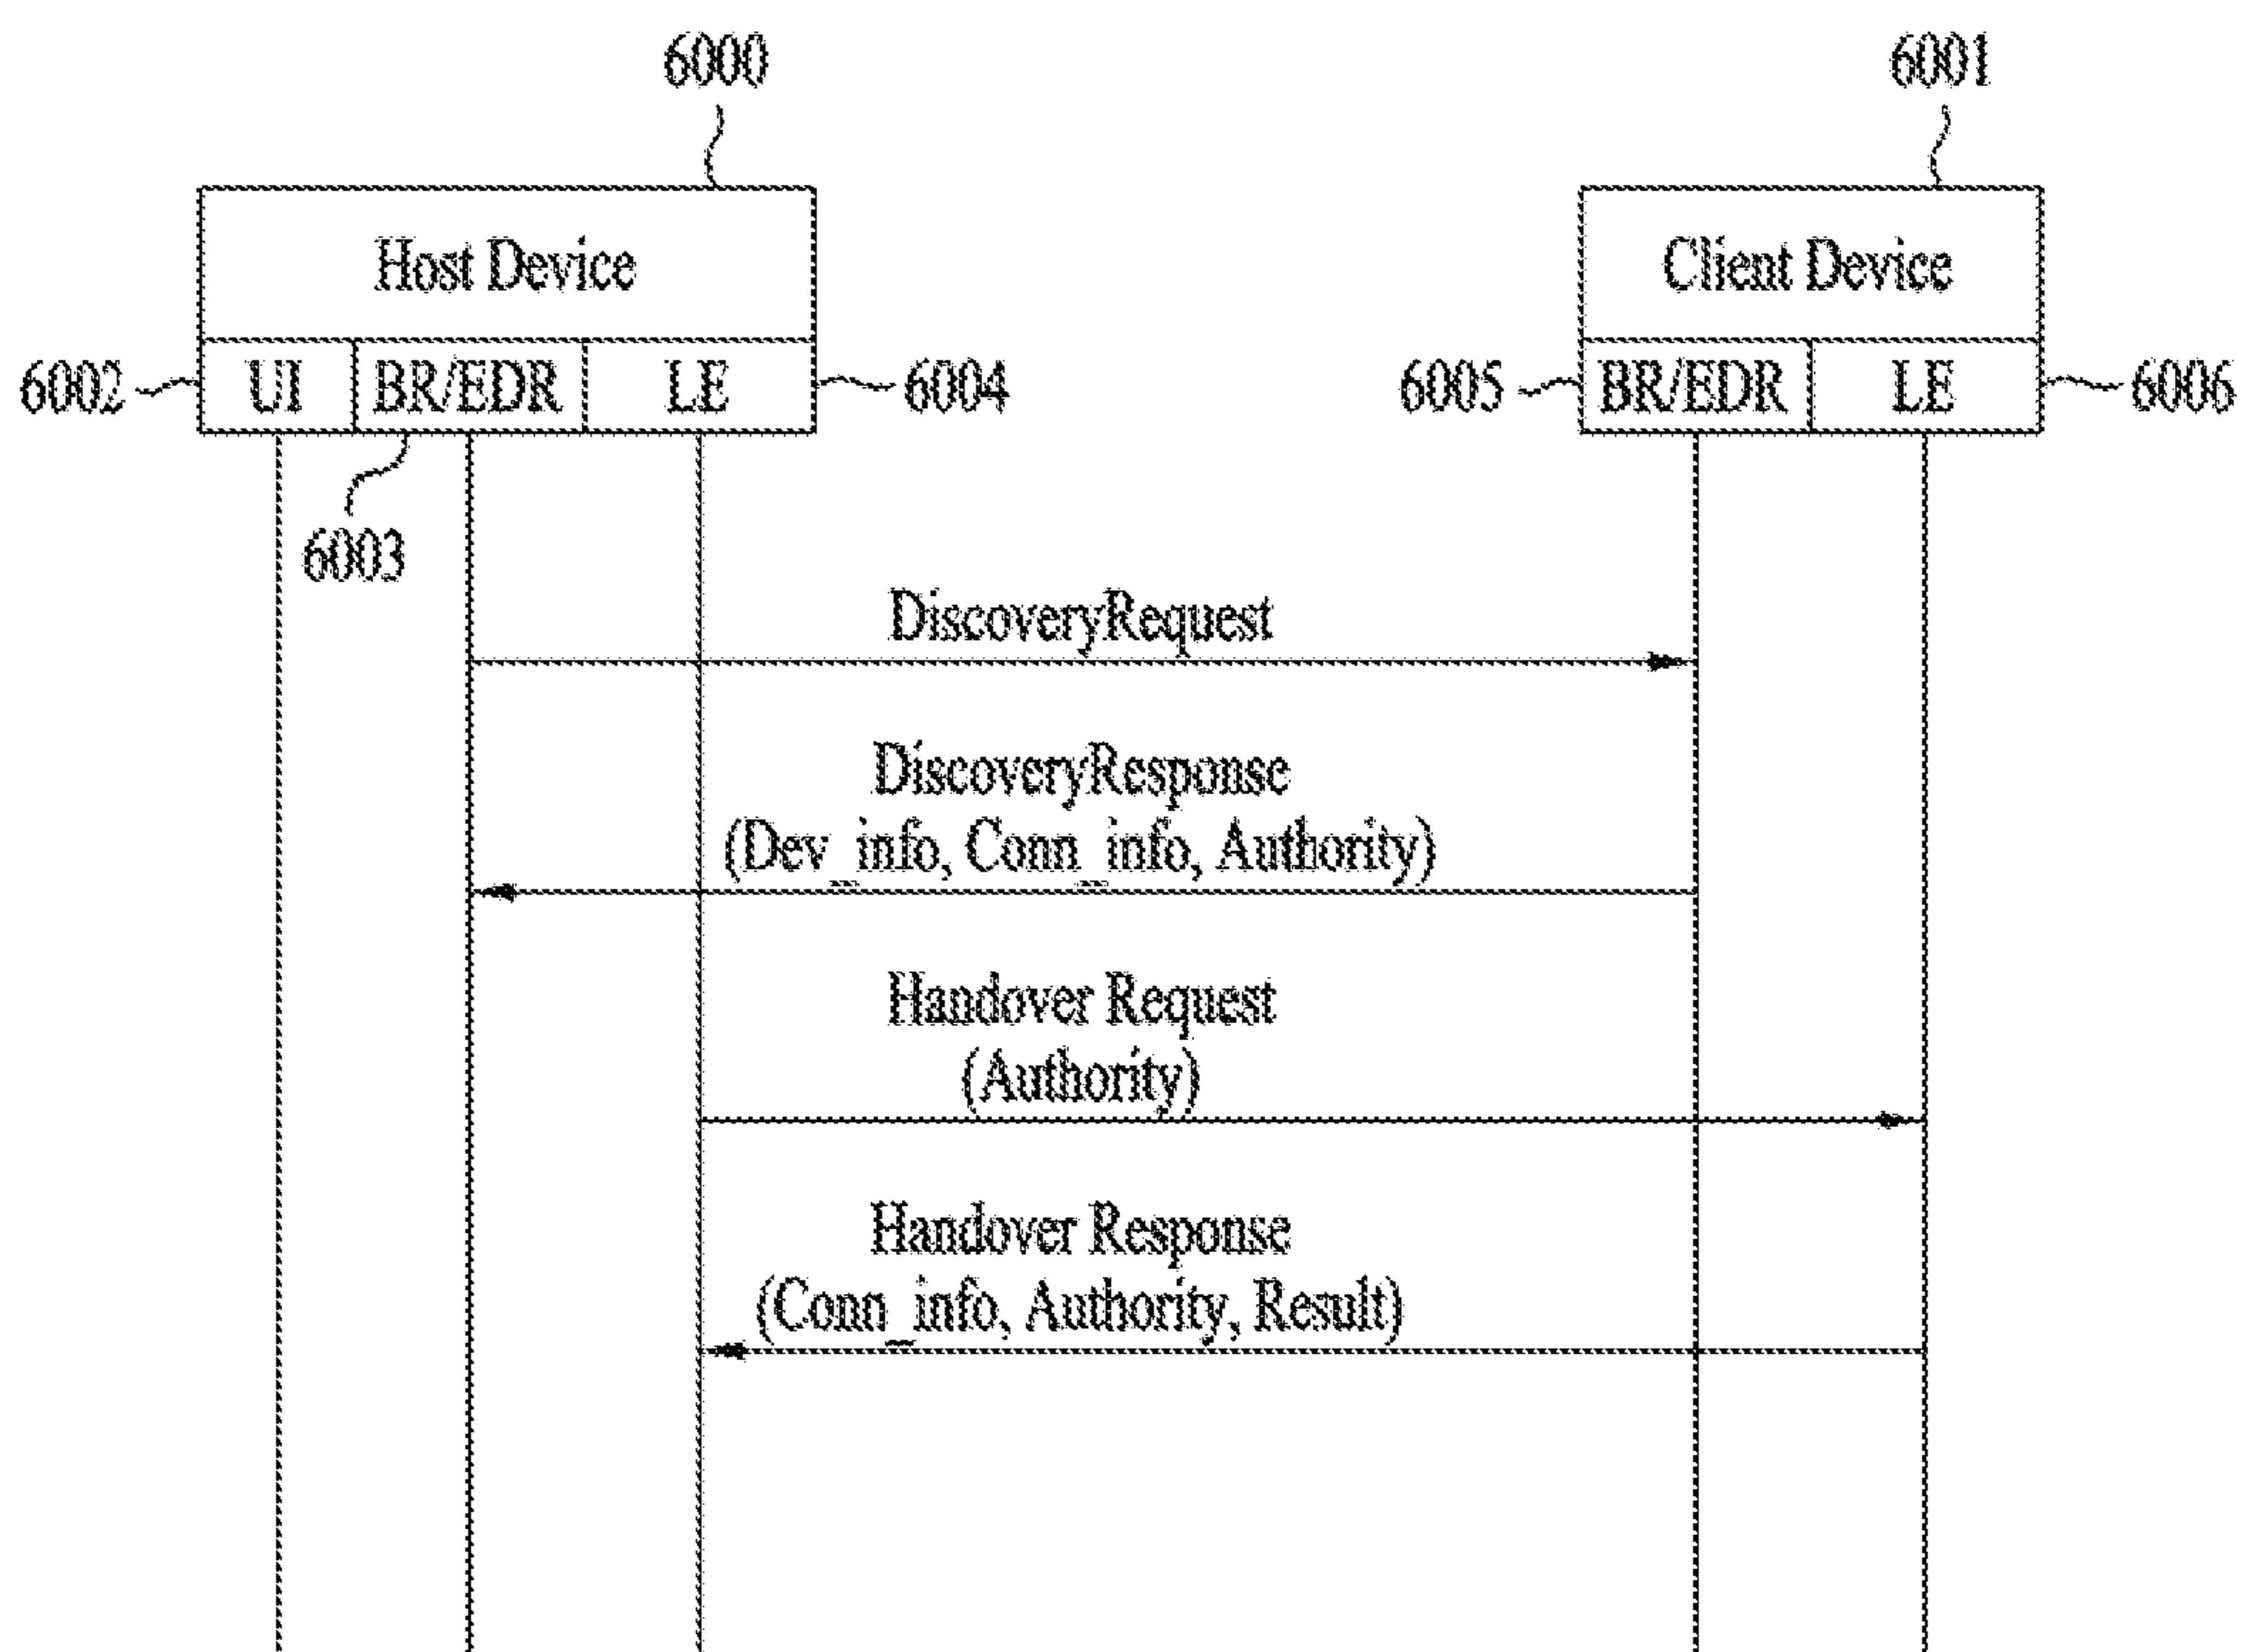 6000
6001
Host Device
Client Device
6002
UI
BR/EDR
LE
6004
6005
BR/EDR
LE
6006
6003
DiscoveryRequest
DiscoveryResponse
(Dev_info, Conn_info, Authority)
Handover Request
(Authority)
Handover Response
(Conn_info, Authority, Result)